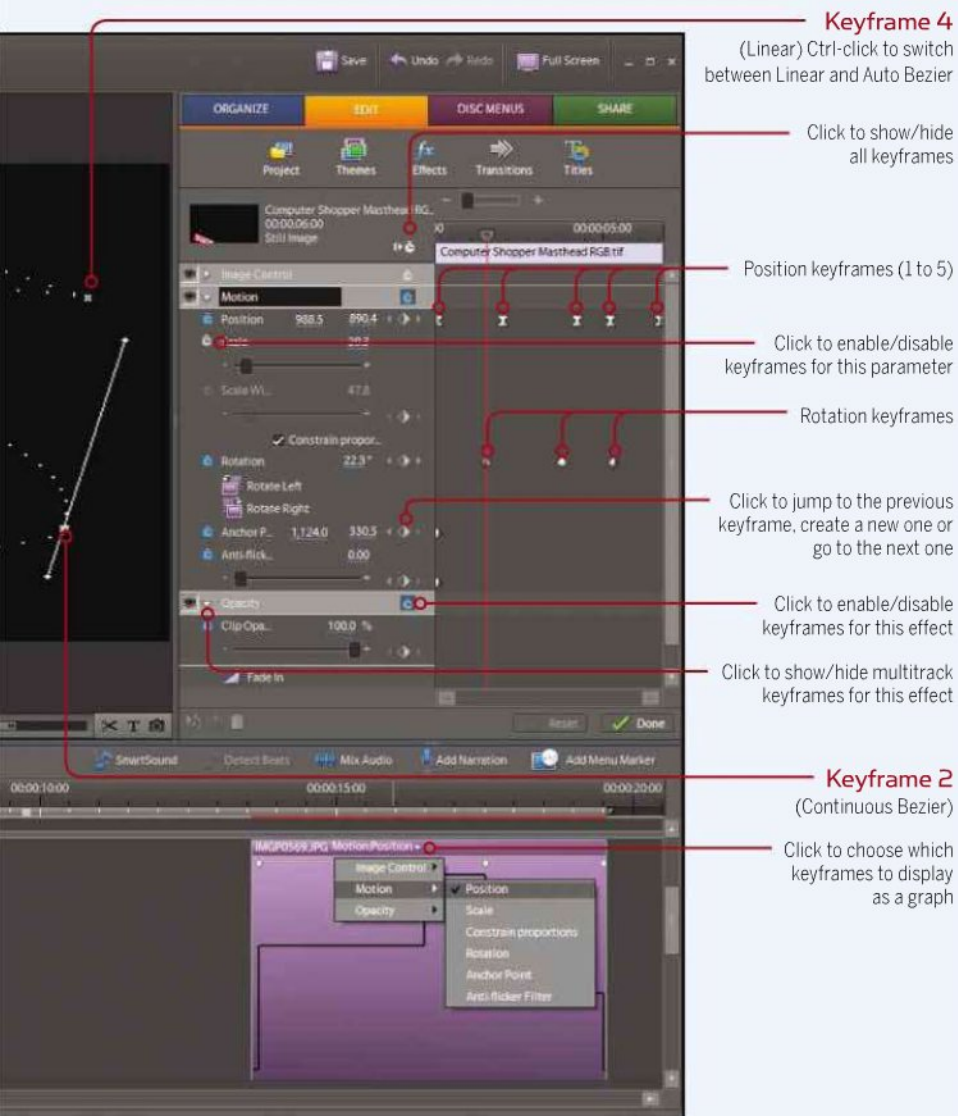 Keyframe 4
(Linear) Ctrl-click to switch
between Linear and Auto Bezier
Save Undo Redo Full Screen
ORGANIZE EDIT DISC MENUS SHARE
Click to show/hide
all keyframes
Project Themes Effects Transitions Titles
Computer Shopper Masthead RG..
00:00:06:00
Still Image
00:00:05:00
Computer Shopper Masthead RGB.tif
Image Control
Position keyframes (1 to 5)
Motion
Position 988.5 890.4
Click to enable/disable
keyframes for this parameter
Scale
Scale Wi... 47.8
Constrain propor...
Rotation keyframes
Rotation 22.3°
Rotate Left
Rotate Right
Click to jump to the previous
keyframe, create a new one or
go to the next one
Anchor P... 1,124.0 330.5
Anti-flick... 0.00
Opacity
Click to enable/disable
keyframes for this effect
Clip Opa... 100.0 %
Click to show/hide multitrack
keyframes for this effect
Fade In
Reset Done
SmartSound Detect Beats Mix Audio Add Narration Add Menu Marker
Keyframe 2
(Continuous Bezier)
00:00:10:00 00:00:15:00 00:00:20:00
IMGP0569.JPG Motion:Position
Click to choose which
keyframes to display
as a graph
Image Control
Motion
Opacity
Position
Scale
Constrain proportions
Rotation
Anchor Point
Anti-flicker Filter